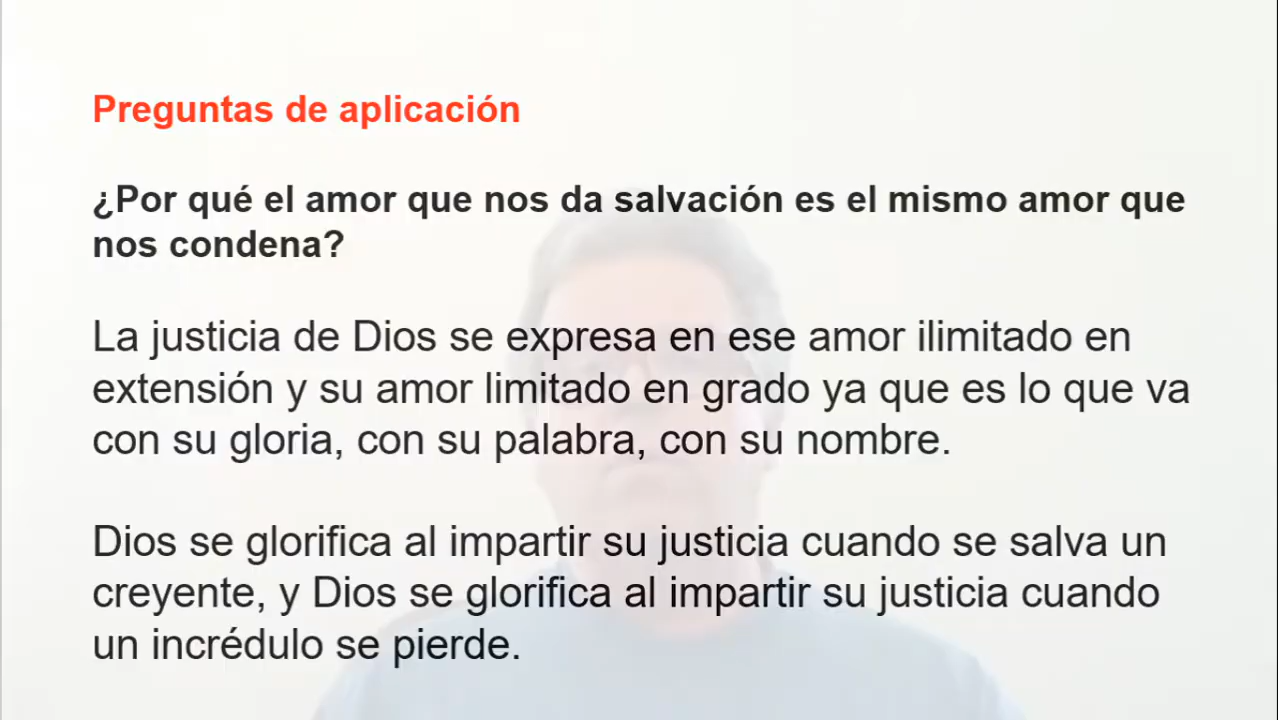 Preguntas de aplicación
¿Por qué el amor que nos da salvación es el mismo amor que
nos condena?
La justicia de Dios se expresa en ese amor ilimitado en
extensión y su amor limitado en grado ya que es lo que va
con su gloria, con su palabra, con su nombre.
Dios se glorifica al impartir su justicia cuando se salva un
creyente, y Dios se glorifica al impartir su justicia cuando
un incrédulo se pierde.